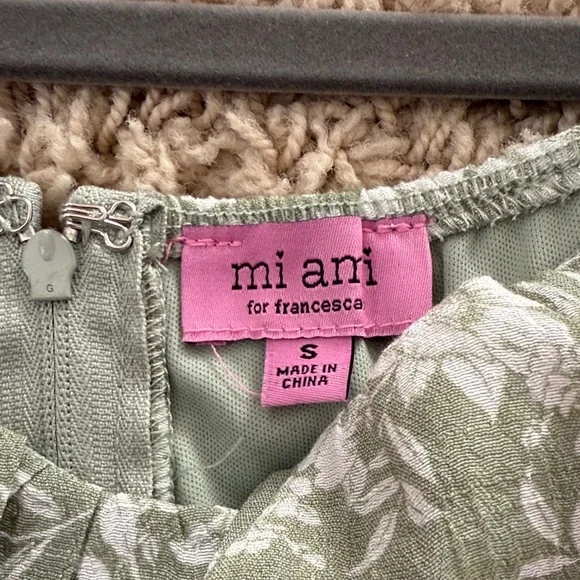 mi ami
for francesca
S
MADE IN
CHINA
G